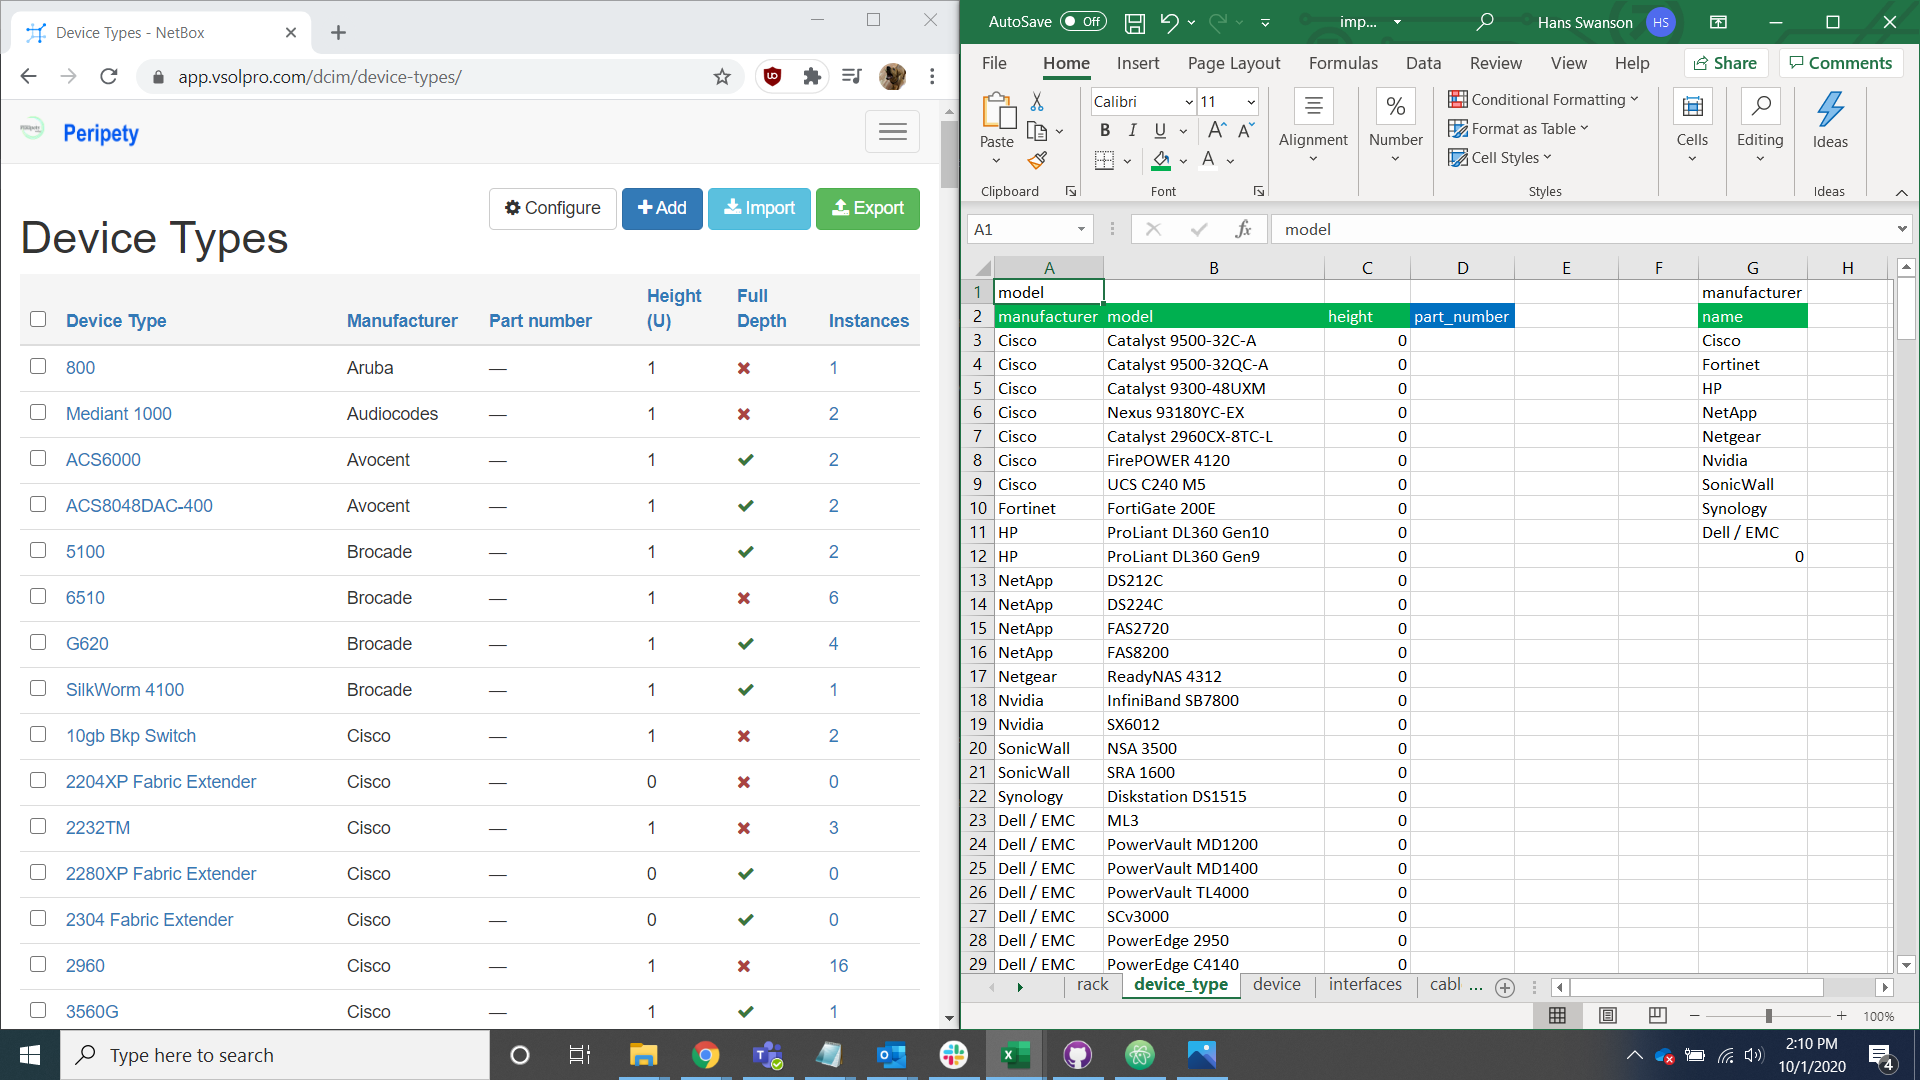 Device Types - NetBox
app.vsolpro.com/dcim/device-types/
Peripety
Configure Add Import Export
Device Types
Device Type Manufacturer Part number Height (U) Full Depth Instances
800 Aruba — 1 1
Mediant 1000 Audiocodes — 1 2
ACS6000 Avocent — 1 2
ACS8048DAC-400 Avocent — 1 2
5100 Brocade — 1 2
6510 Brocade — 1 6
G620 Brocade — 1 4
SilkWorm 4100 Brocade — 1 1
10gb Bkp Switch Cisco — 1 2
2204XP Fabric Extender Cisco — 0 0
2232TM Cisco — 1 3
2280XP Fabric Extender Cisco — 0 0
2304 Fabric Extender Cisco — 0 0
2960 Cisco — 1 16
3560G Cisco — 1 1
AutoSave Off imp... Hans Swanson HS
File Home Insert Page Layout Formulas Data Review View Help Share Comments
Paste Calibri 11 Alignment Number Conditional Formatting Cells Editing Ideas
B I U A A Format as Table
A Cell Styles
Clipboard Font Styles Ideas
A1 fx model
A B C D E F G H
1 model manufacturer
2 manufacturer model height part_number name
3 Cisco Catalyst 9500-32C-A 0 Cisco
4 Cisco Catalyst 9500-32QC-A 0 Fortinet
5 Cisco Catalyst 9300-48UXM 0 HP
6 Cisco Nexus 93180YC-EX 0 NetApp
7 Cisco Catalyst 2960CX-8TC-L 0 Netgear
8 Cisco FirePOWER 4120 0 Nvidia
9 Cisco UCS C240 M5 0 SonicWall
10 Fortinet FortiGate 200E 0 Synology
11 HP ProLiant DL360 Gen10 0 Dell / EMC
12 HP ProLiant DL360 Gen9 0 0
13 NetApp DS212C 0
14 NetApp DS224C 0
15 NetApp FAS2720 0
16 NetApp FAS8200 0
17 Netgear ReadyNAS 4312 0
18 Nvidia InfiniBand SB7800 0
19 Nvidia SX6012 0
20 SonicWall NSA 3500 0
21 SonicWall SRA 1600 0
22 Synology Diskstation DS1515 0
23 Dell / EMC ML3 0
24 Dell / EMC PowerVault MD1200 0
25 Dell / EMC PowerVault MD1400 0
26 Dell / EMC PowerVault TL4000 0
27 Dell / EMC SCv3000 0
28 Dell / EMC PowerEdge 2950 0
29 Dell / EMC PowerEdge C4140 0
rack device_type device interfaces cabl ...
100%
Type here to search
2:10 PM
10/1/2020
4